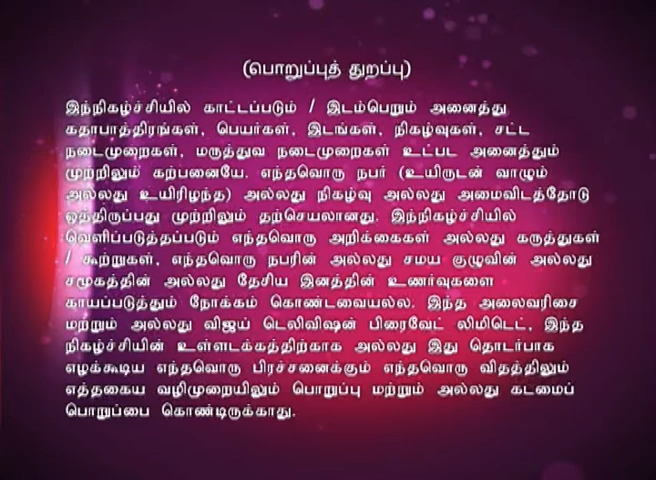 (பொறுப்புத் துறப்பு)
இந்நிகழ்ச்சியில் காட்டப்படும் / இடம்பெறும் அனைத்து
கதாபாத்திரங்கள், பெயர்கள், இடங்கள், நிகழ்வுகள், சட்ட
நடைமுறைகள், மருத்துவ நடைமுறைகள் உட்பட அனைத்தும்
முற்றிலும் கற்பனையே. எந்தவொரு நபர் (உயிருடன் வாழும்
அல்லது உயிரிழந்த) அல்லது நிகழ்வு அல்லது அமைவிடத்தோடு
ஒத்திருப்பது முற்றிலும் தற்செயலானது. இந்நிகழ்ச்சியில்
வெளிப்படுத்தப்படும் எந்தவொரு அறிக்கைகள் அல்லது கருத்துகள்
/ கூற்றுகள், எந்தவொரு நபரின் அல்லது சமய குழுவின் அல்லது
சமூகத்தின் அல்லது தேசிய இனத்தின் உணர்வுகளை
காயப்படுத்தும் நோக்கம் கொண்டவையல்ல. இந்த அலைவரிசை
மற்றும் அல்லது விஜய் டெலிவிஷன் பிரைவேட் லிமிடெட், இந்த
நிகழ்ச்சியின் உள்ளடக்கத்திற்காக அல்லது இது தொடர்பாக
எழக்கூடிய எந்தவொரு பிரச்சனைக்கும் எந்தவொரு விதத்திலும்
எத்தகைய வழிமுறையிலும் பொறுப்பு மற்றும் அல்லது கடமைப்
பொறுப்பை கொண்டிருக்காது.